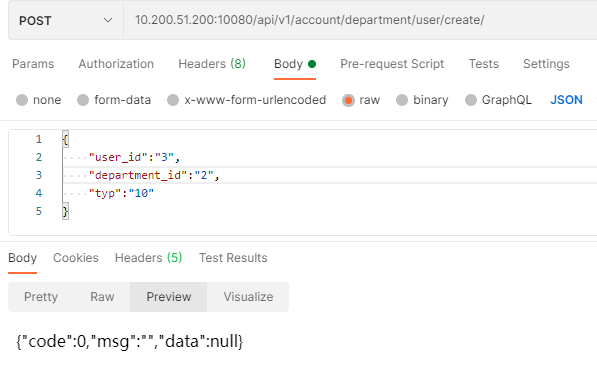 POST 10.200.51.200:10080/api/v1/account/department/user/create/
Params Authorization Headers (8) Body Pre-request Script Tests Settings
none form-data x-www-form-urlencoded raw binary GraphQL JSON
1 {
2 ····"user_id":"3",
3 ····"department_id":"2",
4 ····"typ":"10"
5 }
Body Cookies Headers (5) Test Results
Pretty Raw Preview Visualize
{"code":0,"msg":"","data":null}